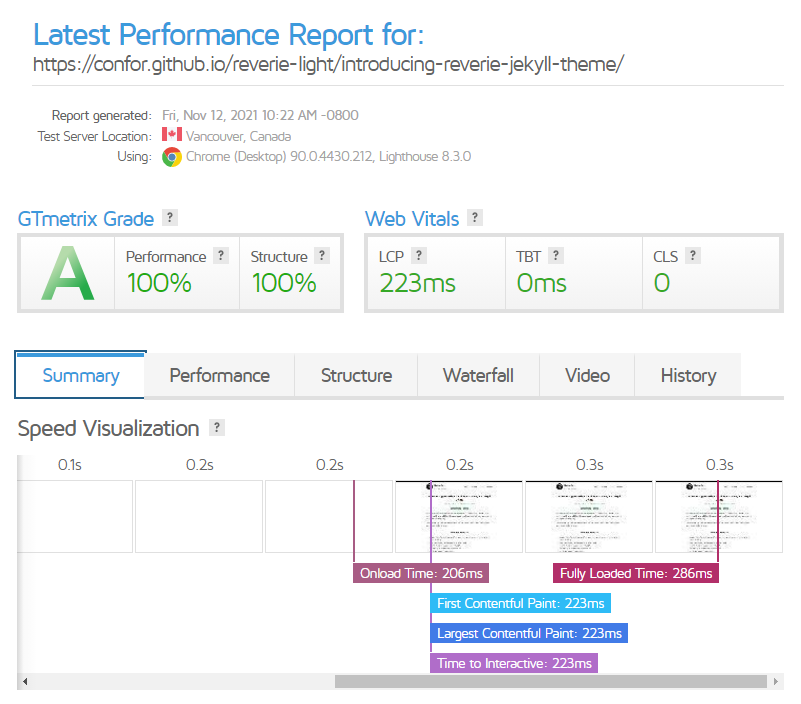 Latest Performance Report for:
https://confor.github.io/reverie-light/introducing-reverie-jekyll-theme/
Report generated: Fri, Nov 12, 2021 10:22 AM -0800
Test Server Location: Vancouver, Canada
Using: Chrome (Desktop) 90.0.4430.212, Lighthouse 8.3.0
GTmetrix Grade ? Web Vitals ?
A Performance ? Structure ? LCP ? TBT ? CLS ?
100% 100% 223ms 0ms 0
Summary Performance Structure Waterfall Video History
Speed Visualization ?
0.1s 0.2s 0.2s 0.2s 0.3s 0.3s
Onload Time: 206ms Fully Loaded Time: 286ms
First Contentful Paint: 223ms
Largest Contentful Paint: 223ms
Time to Interactive: 223ms